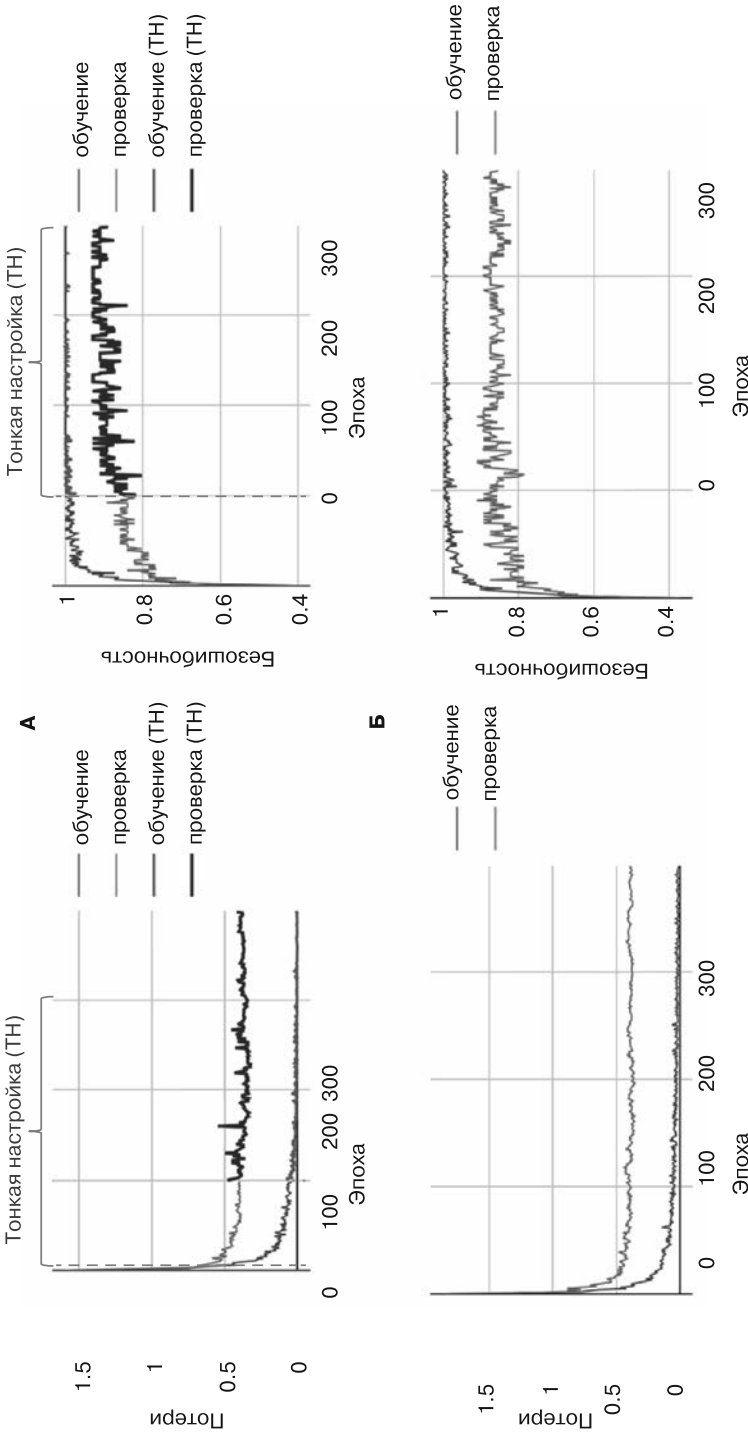 А
Тонкая настройка (ТН)
Потери
1.5
1
0.5
0
0
100
200
300
Эпоха
обучение
проверка
обучение (ТН)
проверка (ТН)
Тонкая настройка (ТН)
Безошибочность
1
0.8
0.6
0.4
0
100
200
300
Эпоха
обучение
проверка
обучение (ТН)
проверка (ТН)
Б
Потери
1.5
1
0.5
0
0
100
200
300
Эпоха
обучение
проверка
Безошибочность
1
0.8
0.6
0.4
0
100
200
300
Эпоха
обучение
проверка